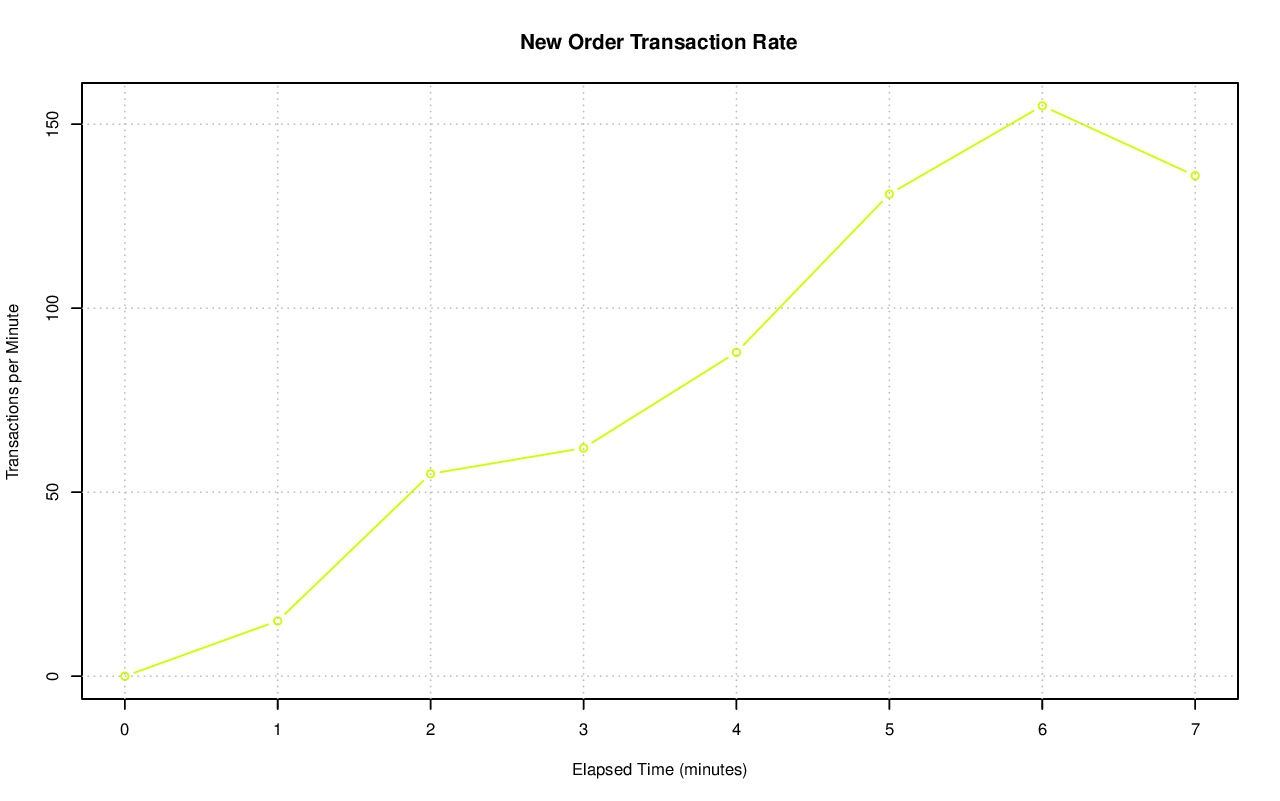 New Order Transaction Rate
150
100
50
0
Transactions per Minute
0 1 2 3 4 5 6 7
Elapsed Time (minutes)